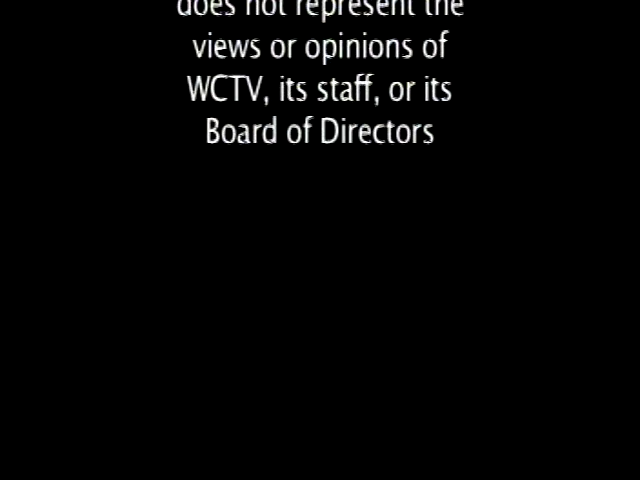 does not represent the
views or opinions of
WCTV, its staff, or its
Board of Directors